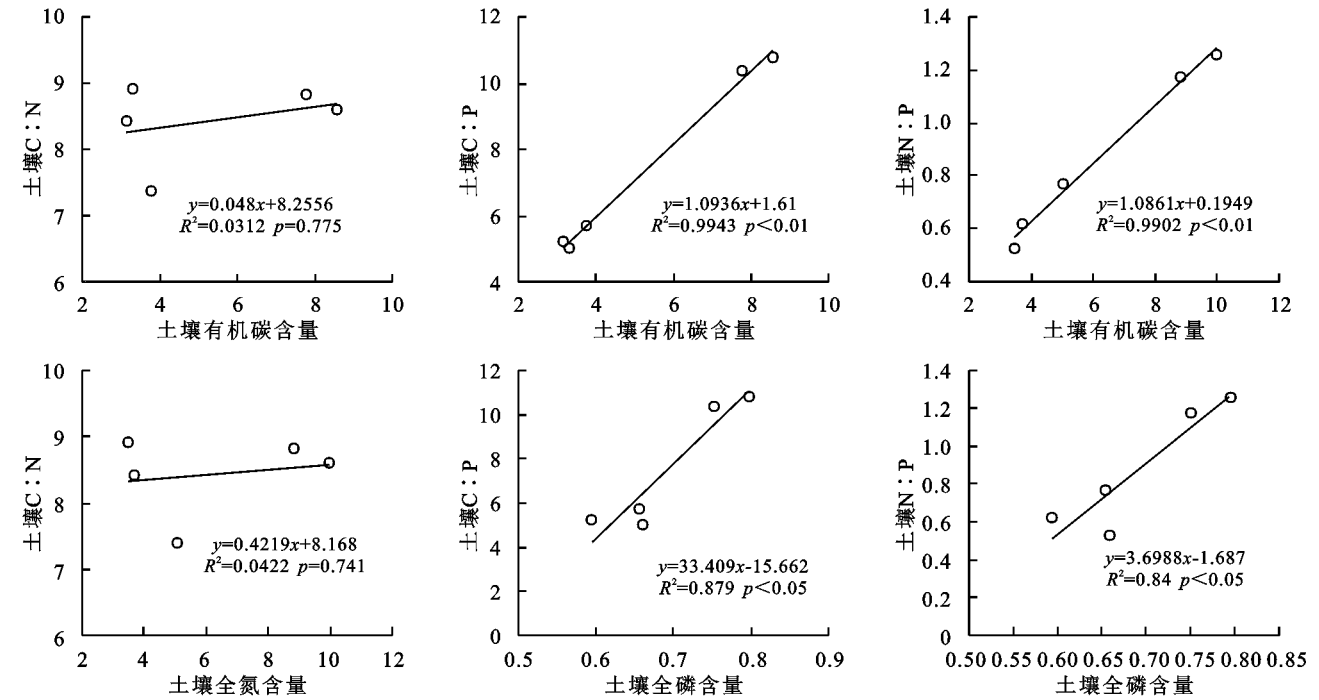 10
9
8
7
6
土壤C∶N
y=0.048x+8.2556
R²=0.0312 p=0.775
2 4 6 8 10
土壤有机碳含量
12
10
8
6
4
土壤C∶P
y=1.0936x+1.61
R²=0.9943 p<0.01
2 4 6 8 10
土壤有机碳含量
1.4
1.2
1.0
0.8
0.6
0.4
土壤N∶P
y=1.0861x+0.1949
R²=0.9902 p<0.01
2 4 6 8 10 12
土壤有机碳含量
10
9
8
7
6
土壤C∶N
y=0.4219x+8.168
R²=0.0422 p=0.741
2 4 6 8 10 12
土壤全氮含量
12
10
8
6
4
2
0
土壤C∶P
y=33.409x-15.662
R²=0.879 p<0.05
0.5 0.6 0.7 0.8 0.9
土壤全磷含量
1.4
1.2
1.0
0.8
0.6
0.4
0.2
0
土壤N∶P
y=3.6988x-1.687
R²=0.84 p<0.05
0.50 0.55 0.60 0.65 0.70 0.75 0.80 0.85
土壤全磷含量